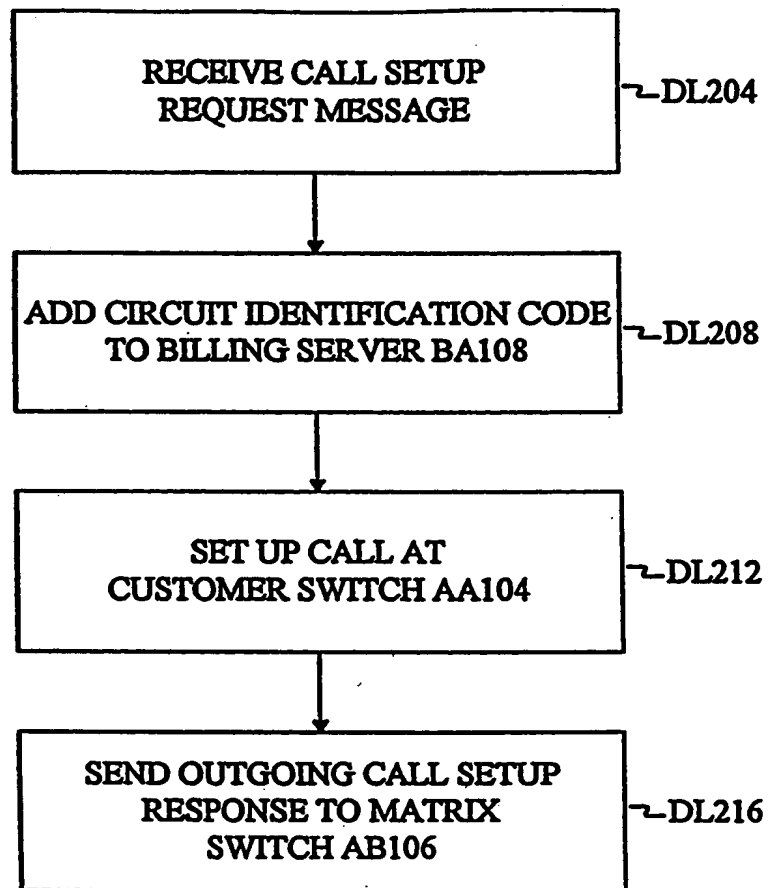 RECEIVE CALL SETUP
REQUEST MESSAGE
DL204
ADD CIRCUIT IDENTIFICATION CODE
TO BILLING SERVER BA108
DL208
SET UP CALL AT
CUSTOMER SWITCH AA104
DL212
SEND OUTGOING CALL SETUP
RESPONSE TO MATRIX
SWITCH AB106
DL216